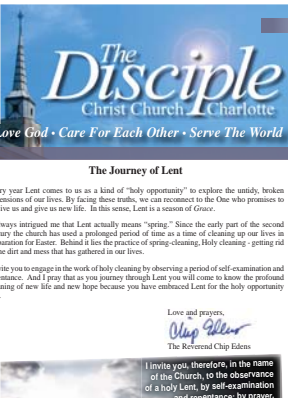 The
Disciple
Christ Church Charlotte
ove God • Care For Each Other • Serve The World
The Journey of Lent
ry year Lent comes to us as a kind of “holy opportunity” to explore the untidy, broken
ensions of our lives. By facing these truths, we can reconnect to the One who promises to
ive us and give us new life. In this sense, Lent is a season of Grace.
ways intrigued me that Lent actually means “spring.” Since the early part of the second
ury the church has used a prolonged period of time as a time of cleaning up our lives in
paration for Easter. Behind it lies the practice of spring-cleaning, Holy cleaning - getting rid
he dirt and mess that has gathered in our lives.
vite you to engage in the work of holy cleaning by observing a period of self-examination and
entance. And I pray that as you journey through Lent you will come to know the profound
ning of new life and new hope because you have embraced Lent for the holy opportunity
Love and prayers,
Chip Edens
The Reverend Chip Edens
I invite you, therefore, in the name
of the Church, to the observance
of a holy Lent, by self-examination
and repentance; by prayer,